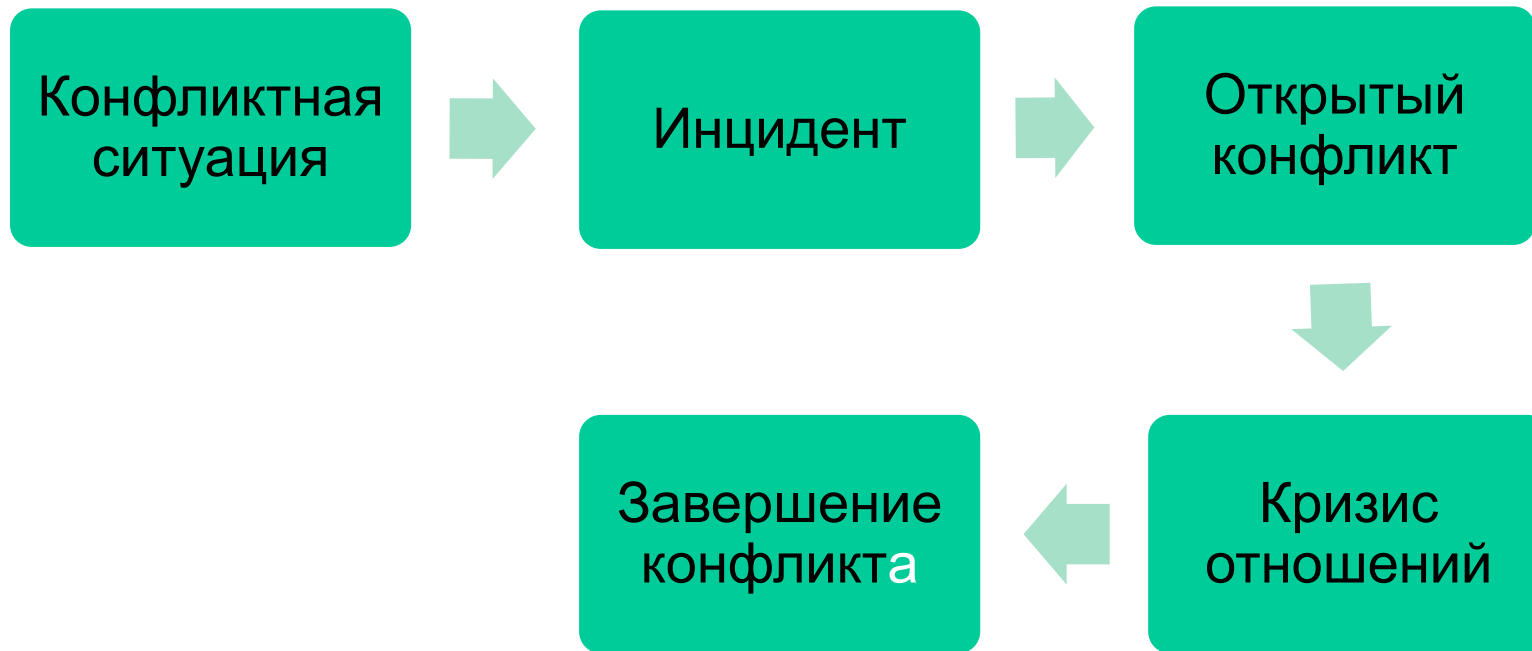 Конфликтная
ситуация
Инцидент
Открытый
конфликт
Кризис
отношений
Завершение
конфликта